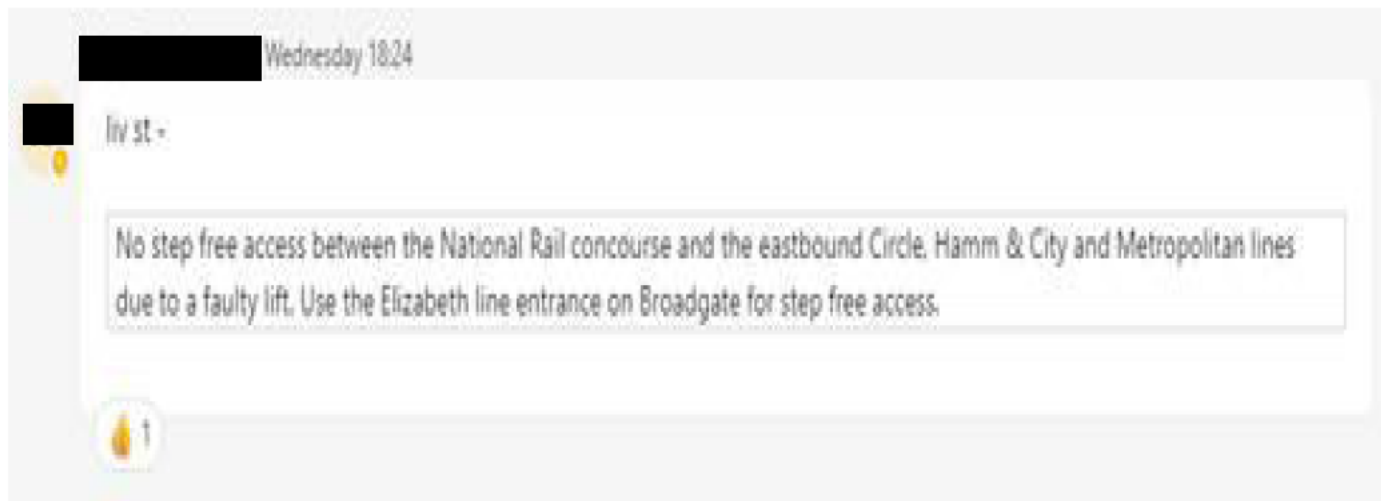 Wednesday 18:24
liv st -
No step free access between the National Rail concourse and the eastbound Circle, Hamm & City and Metropolitan lines
due to a faulty lift. Use the Elizabeth line entrance on Broadgate for step free access.
1